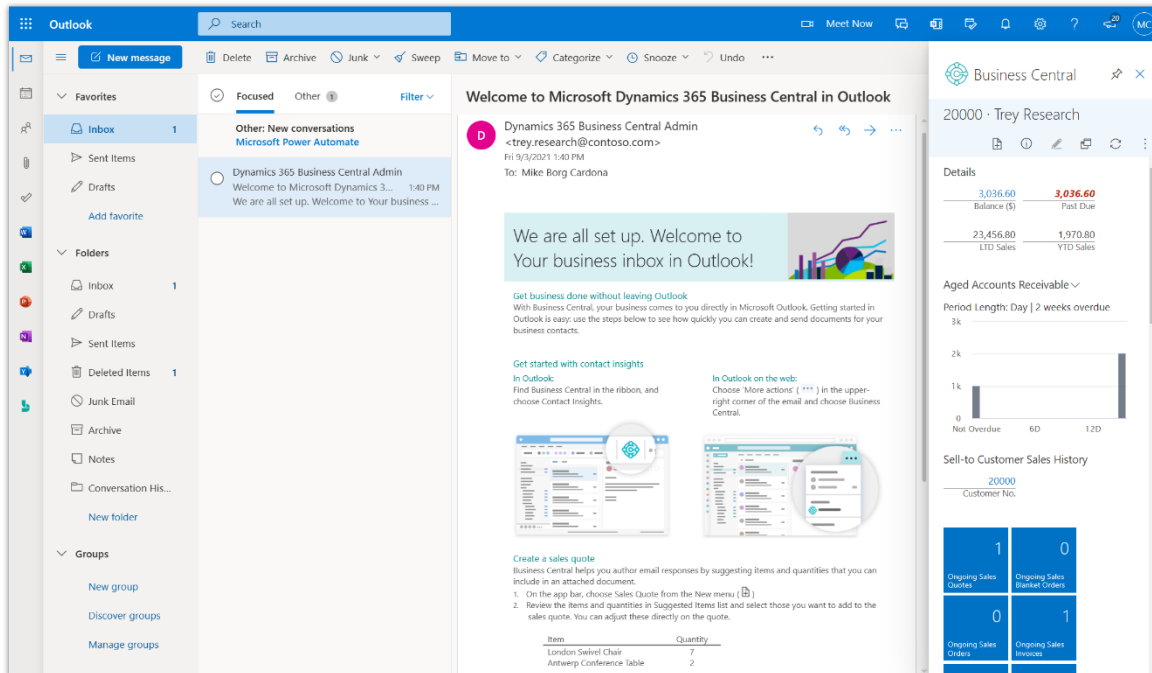 Outlook
Search
Meet Now
20
MC
New message
Delete
Archive
Junk
Sweep
Move to
Categorize
Snooze
Undo
Favorites
Inbox 1
Sent Items
Drafts
Add favorite
Folders
Inbox 1
Drafts
Sent Items
Deleted Items 1
Junk Email
Archive
Notes
Conversation His...
New folder
Groups
New group
Discover groups
Manage groups
Focused
Other 1
Filter
Other: New conversations
Microsoft Power Automate
Dynamics 365 Business Central Admin
Welcome to Microsoft Dynamics 3... 1:40 PM
We are all set up. Welcome to Your business ...
Welcome to Microsoft Dynamics 365 Business Central in Outlook
D
Dynamics 365 Business Central Admin
<trey.research@contoso.com>
Fri 9/3/2021 1:40 PM
To: Mike Borg Cardona
We are all set up. Welcome to
Your business inbox in Outlook!
Get business done without leaving Outlook
With Business Central, your business comes to you directly in Microsoft Outlook. Getting started in
Outlook is easy: use the steps below to see how quickly you can create and send documents for your
business contacts.
Get started with contact insights
In Outlook:
Find Business Central in the ribbon, and
choose Contact Insights.
In Outlook on the web:
Choose 'More actions' ( ••• ) in the upper-
right corner of the email and choose Business
Central.
Create a sales quote
Business Central helps you author email responses by suggesting items and quantities that you can
include in an attached document.
1. On the app bar, choose Sales Quote from the New menu ( )
2. Review the items and quantities in Suggested Items list and select those you want to add to the
sales quote. You can adjust these directly on the quote.
Item Quantity
London Swivel Chair 7
Antwerp Conference Table 2
Business Central
20000 · Trey Research
Details
3,036.60 3,036.60
Balance ($) Past Due
23,456.80 1,970.80
LTD Sales YTD Sales
Aged Accounts Receivable
Period Length: Day | 2 weeks overdue
3k
2k
1k
0
Not Overdue 6D 12D
Sell-to Customer Sales History
20000
Customer No.
1
Ongoing Sales
Quotes
0
Ongoing Sales
Blanket Orders
0
Ongoing Sales
Orders
1
Ongoing Sales
Invoices